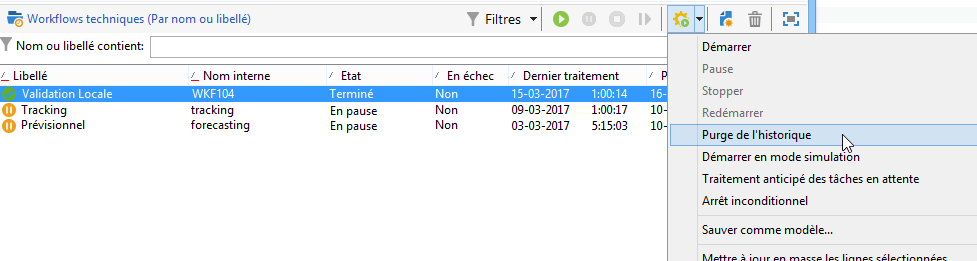 Workflows techniques (Par nom ou libellé)
Filtres
Nom ou libellé contient:
Libellé Nom interne Etat En échec Dernier traitement P
Validation Locale WKF104 Terminé Non 15-03-2017 1:00:14 16-
Tracking tracking En pause Non 09-03-2017 1:00:17 10-
Prévisionnel forecasting En pause Non 03-03-2017 5:15:03 10-
Démarrer
Pause
Stopper
Redémarrer
Purge de l'historique
Démarrer en mode simulation
Traitement anticipé des tâches en attente
Arrêt inconditionnel
Sauver comme modèle...
Mettre à jour en masse les lignes sélectionnées